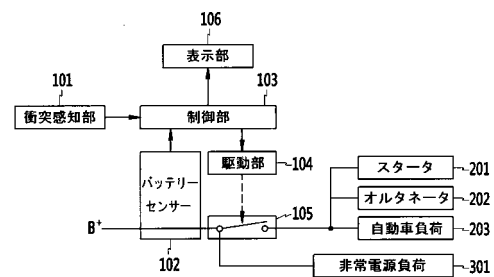 106
表示部
101
103
衝突感知部
制御部
駆動部
104
スタータ
201
バッテリー
センサー
オルタネータ
202
105
B+
自動車負荷
203
102
非常電源負荷
301